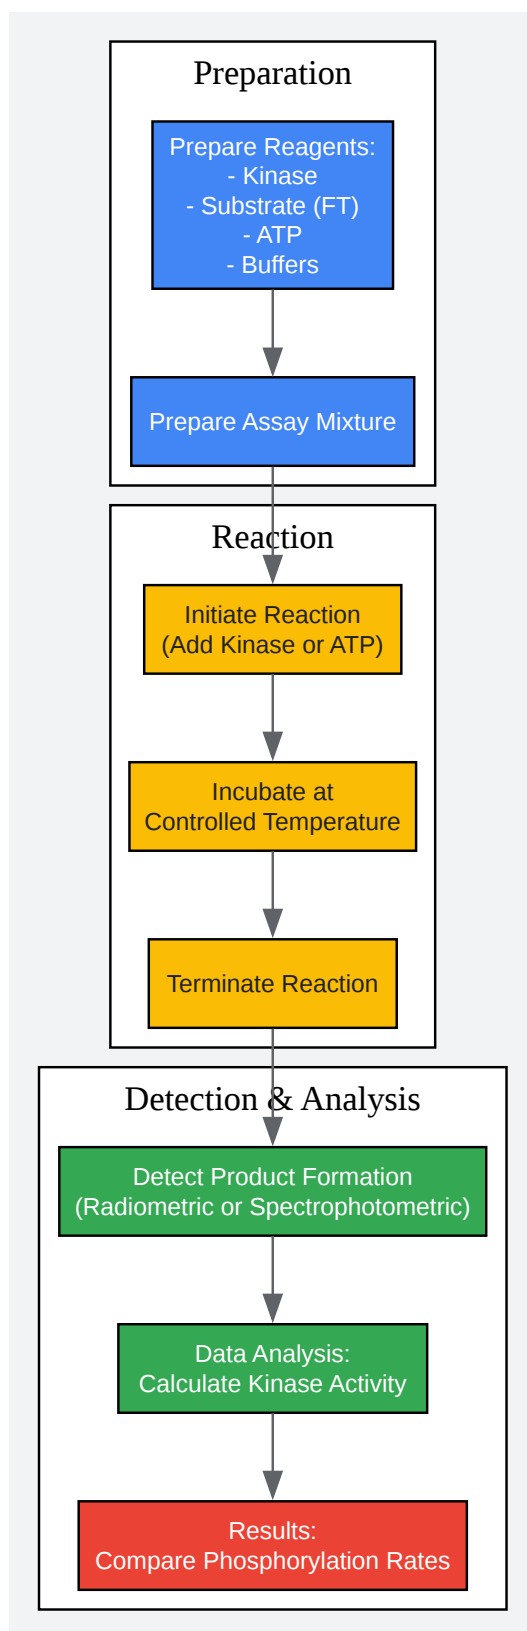 Preparation
Prepare Reagents:
- Kinase
- Substrate (FT)
- ATP
- Buffers
Prepare Assay Mixture
Reaction
Initiate Reaction
(Add Kinase or ATP)
Incubate at
Controlled Temperature
Terminate Reaction
Detection & Analysis
Detect Product Formation
(Radiometric or Spectrophotometric)
Data Analysis:
Calculate Kinase Activity
Results:
Compare Phosphorylation Rates